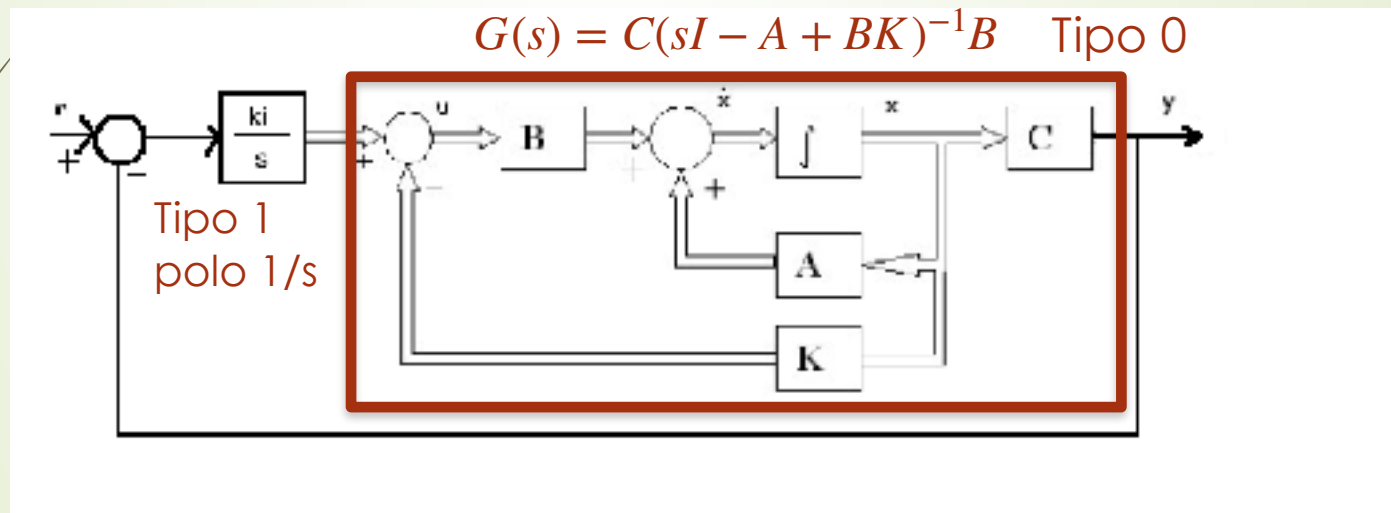 G(s) = C(sI − A + BK)⁻¹B Tipo 0
r
+
−
ki
s
Tipo 1
polo 1/s
+
−
u
B
+
+
ẋ
∫
x
C
y
A
K